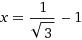 x = 1/√3 − 1